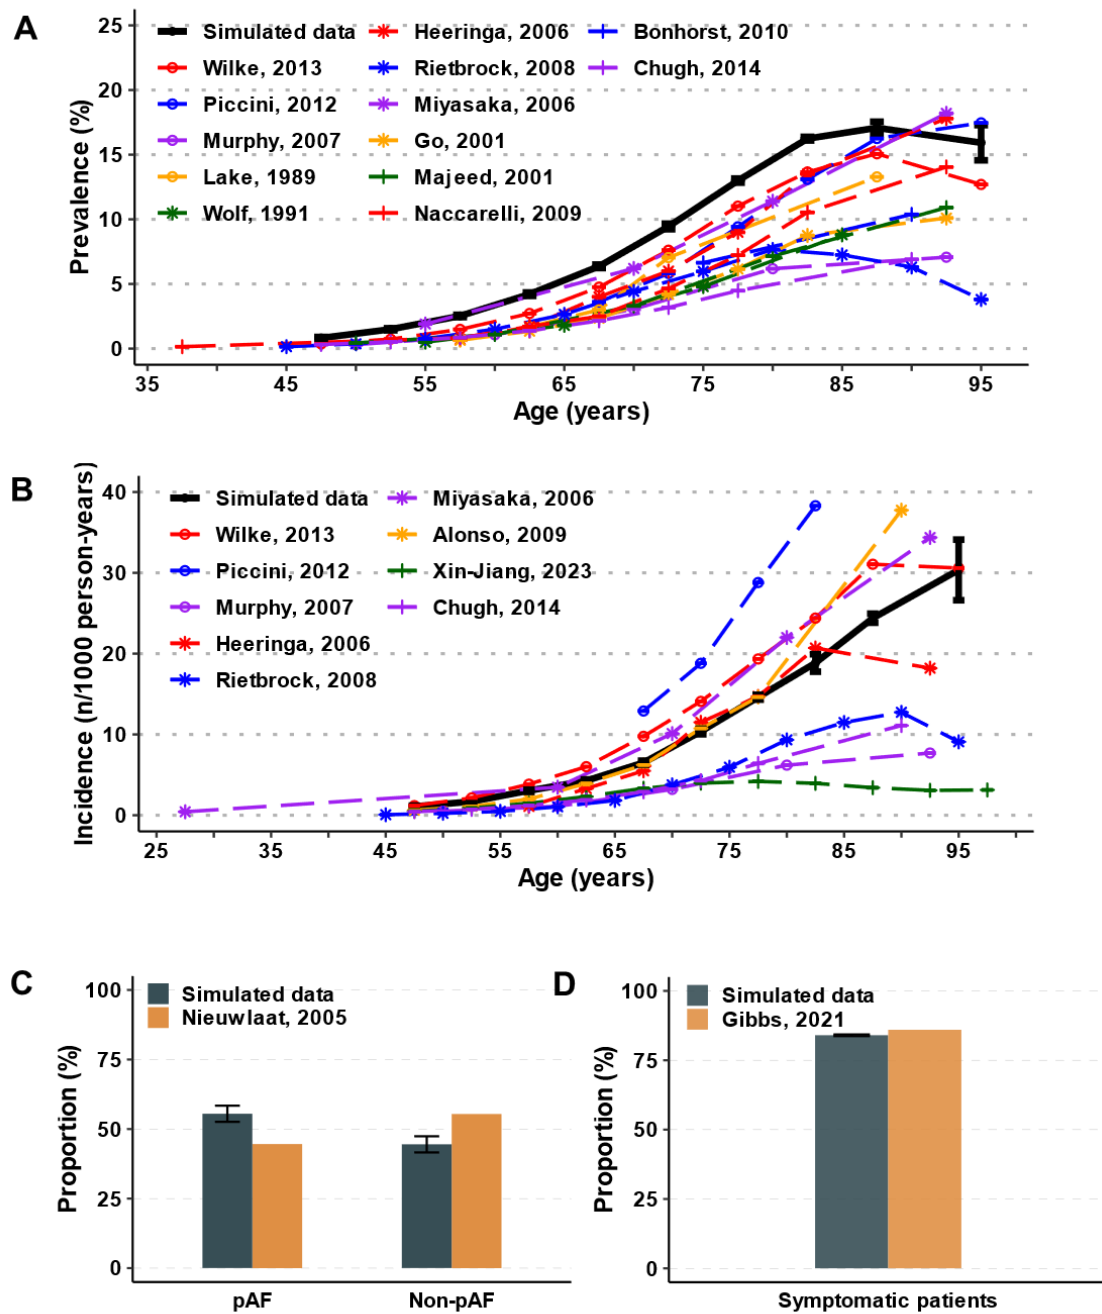 A
Prevalence (%)
25
20
15
10
5
0
Simulated data
Wilke, 2013
Piccini, 2012
Murphy, 2007
Lake, 1989
Wolf, 1991
Heeringa, 2006
Rietbrock, 2008
Miyasaka, 2006
Go, 2001
Majeed, 2001
Naccarelli, 2009
Bonhorst, 2010
Chugh, 2014
35 45 55 65 75 85 95
Age (years)
B
Incidence (n/1000 person-years)
40
30
20
10
0
Simulated data
Wilke, 2013
Piccini, 2012
Murphy, 2007
Heeringa, 2006
Rietbrock, 2008
Miyasaka, 2006
Alonso, 2009
Xin-Jiang, 2023
Chugh, 2014
25 35 45 55 65 75 85 95
Age (years)
C
Proportion (%)
100
75
50
25
0
Simulated data
Nieuwlaat, 2005
pAF Non-pAF
D
Proportion (%)
100
75
50
25
0
Simulated data
Gibbs, 2021
Symptomatic patients